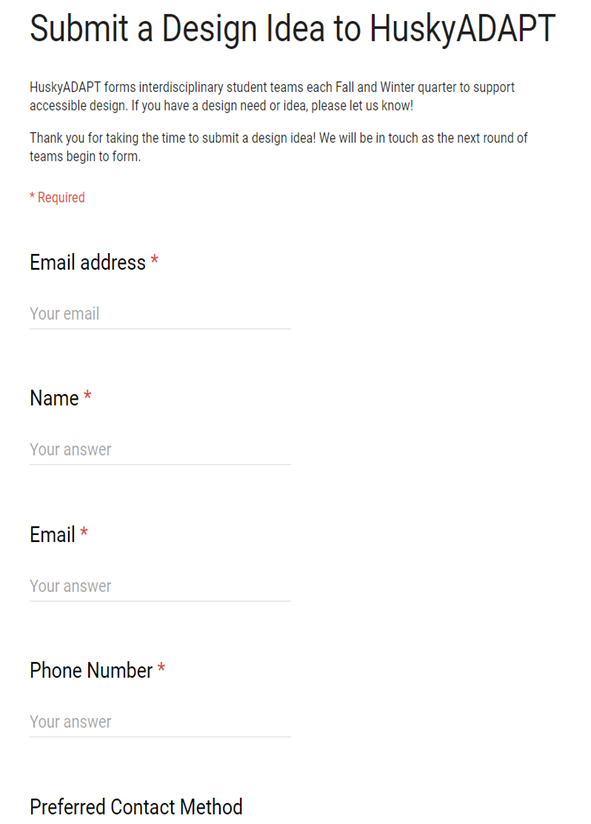 Submit a Design Idea to HuskyADAPT
HuskyADAPT forms interdisciplinary student teams each Fall and Winter quarter to support
accessible design. If you have a design need or idea, please let us know!
Thank you for taking the time to submit a design idea! We will be in touch as the next round of
teams begin to form.
* Required
Email address *
Your email
Name *
Your answer
Email *
Your answer
Phone Number *
Your answer
Preferred Contact Method